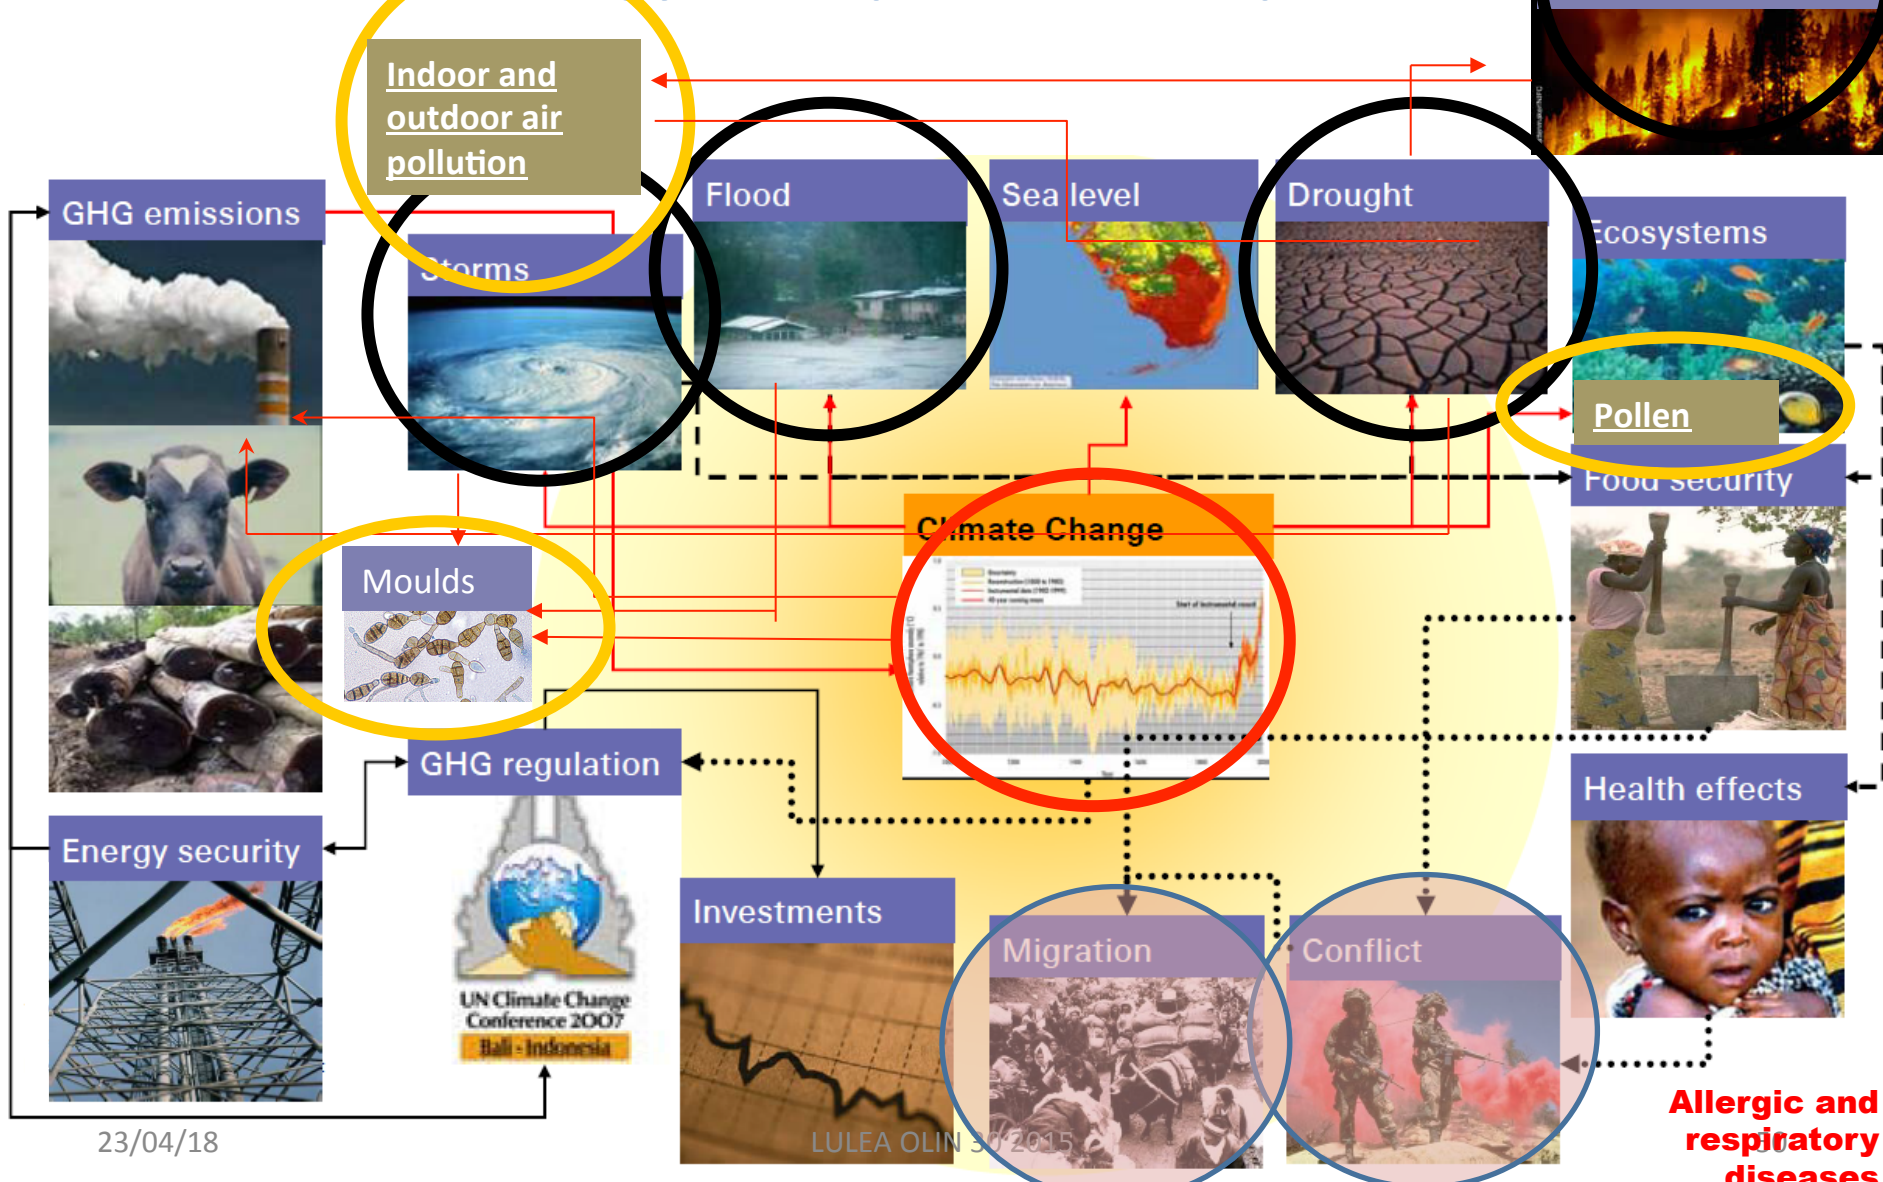 Indoor and
outdoor air
pollution
Flood
Sea level
Drought
GHG emissions
Storms
Ecosystems
Pollen
Food security
Climate Change
Moulds
GHG regulation
Health effects
Energy security
Investments
Migration
Conflict
UN Climate Change
Conference 2007
Bali - Indonesia
Allergic and
respiratory
diseases
23/04/18
LULEA OLIN 30 2015
50